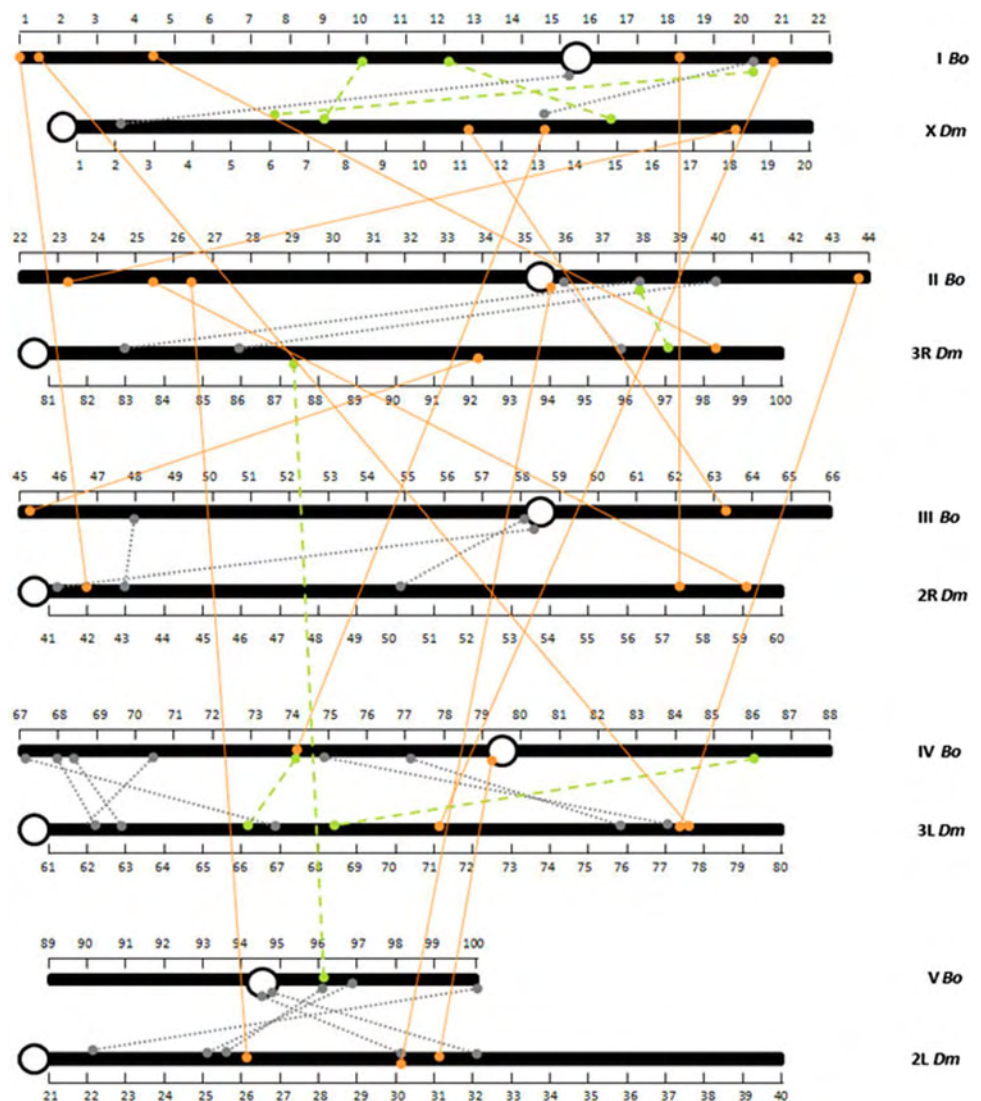 1 2 3 4 5 6 7 8 9 10 11 12 13 14 15 16 17 18 19 20 21 22
I Bo
X Dm
1 2 3 4 5 6 7 8 9 10 11 12 13 14 15 16 17 18 19 20
22 23 24 25 26 27 28 29 30 31 32 33 34 35 36 37 38 39 40 41 42 43 44
II Bo
3R Dm
81 82 83 84 85 86 87 88 89 90 91 92 93 94 95 96 97 98 99 100
45 46 47 48 49 50 51 52 53 54 55 56 57 58 59 60 61 62 63 64 65 66
III Bo
2R Dm
41 42 43 44 45 46 47 48 49 50 51 52 53 54 55 56 57 58 59 60
67 68 69 70 71 72 73 74 75 76 77 78 79 80 81 82 83 84 85 86 87 88
IV Bo
3L Dm
61 62 63 64 65 66 67 68 69 70 71 72 73 74 75 76 77 78 79 80
89 90 91 92 93 94 95 96 97 98 99 100
V Bo
2L Dm
21 22 23 24 25 26 27 28 29 30 31 32 33 34 35 36 37 38 39 40